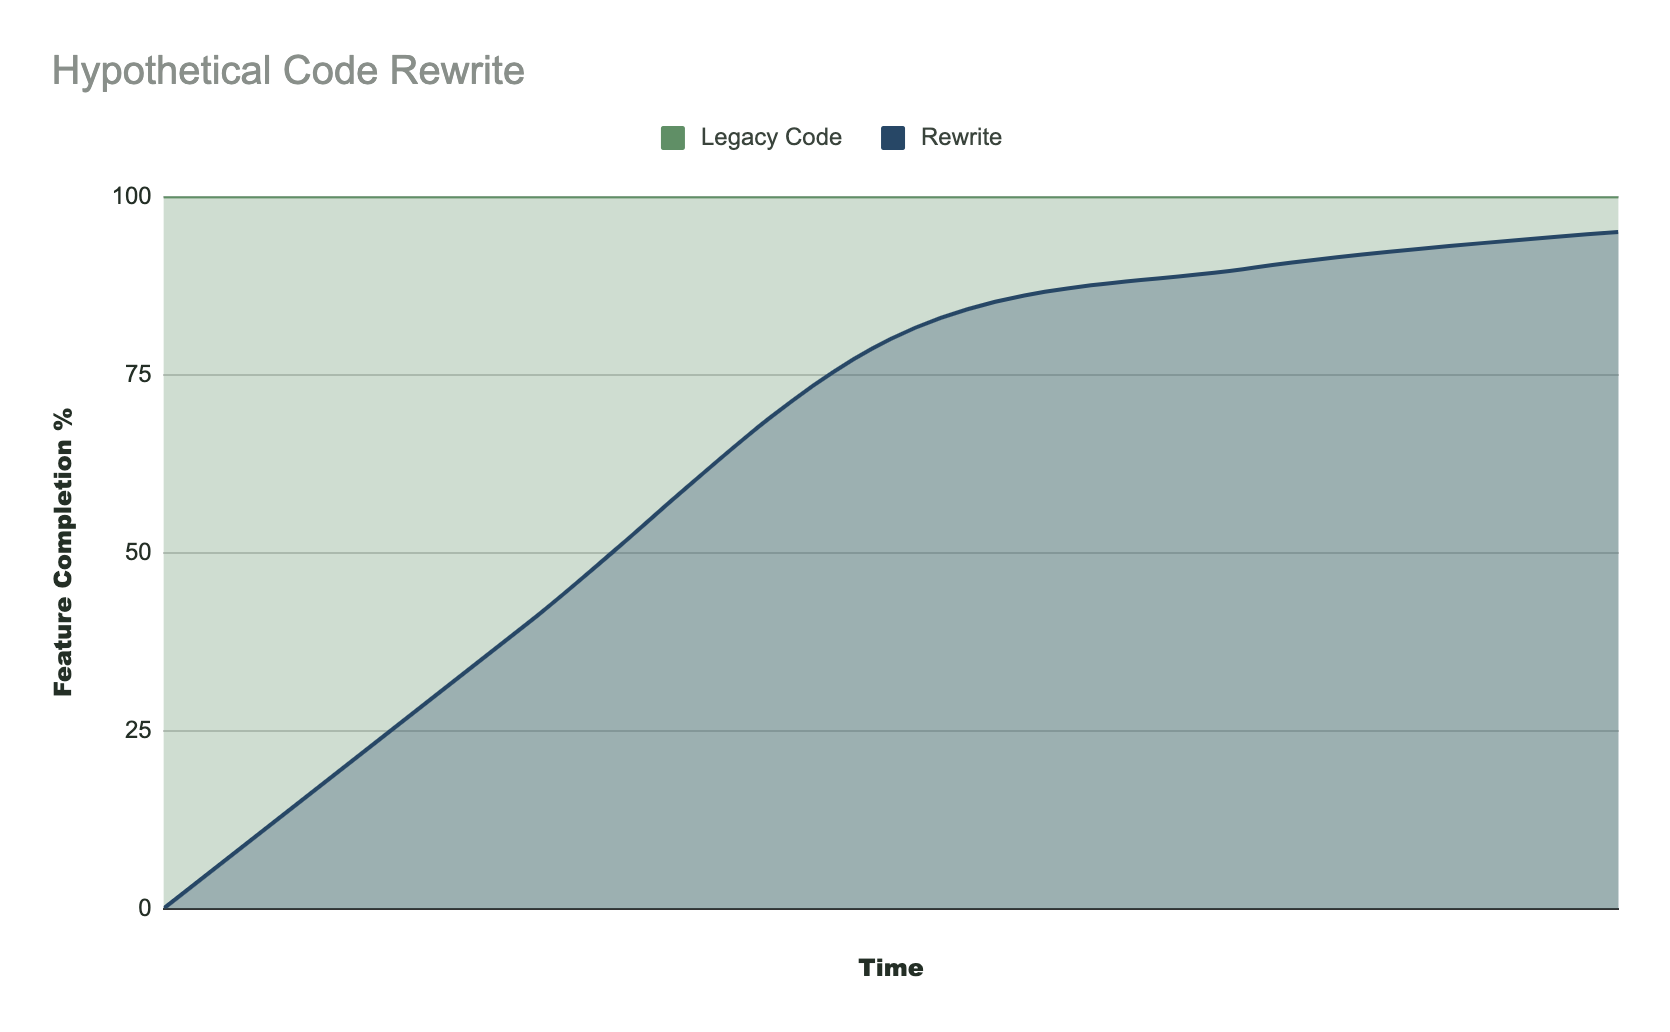 Hypothetical Code Rewrite
Legacy Code
Rewrite
100
75
50
25
0
Feature Completion %
Time